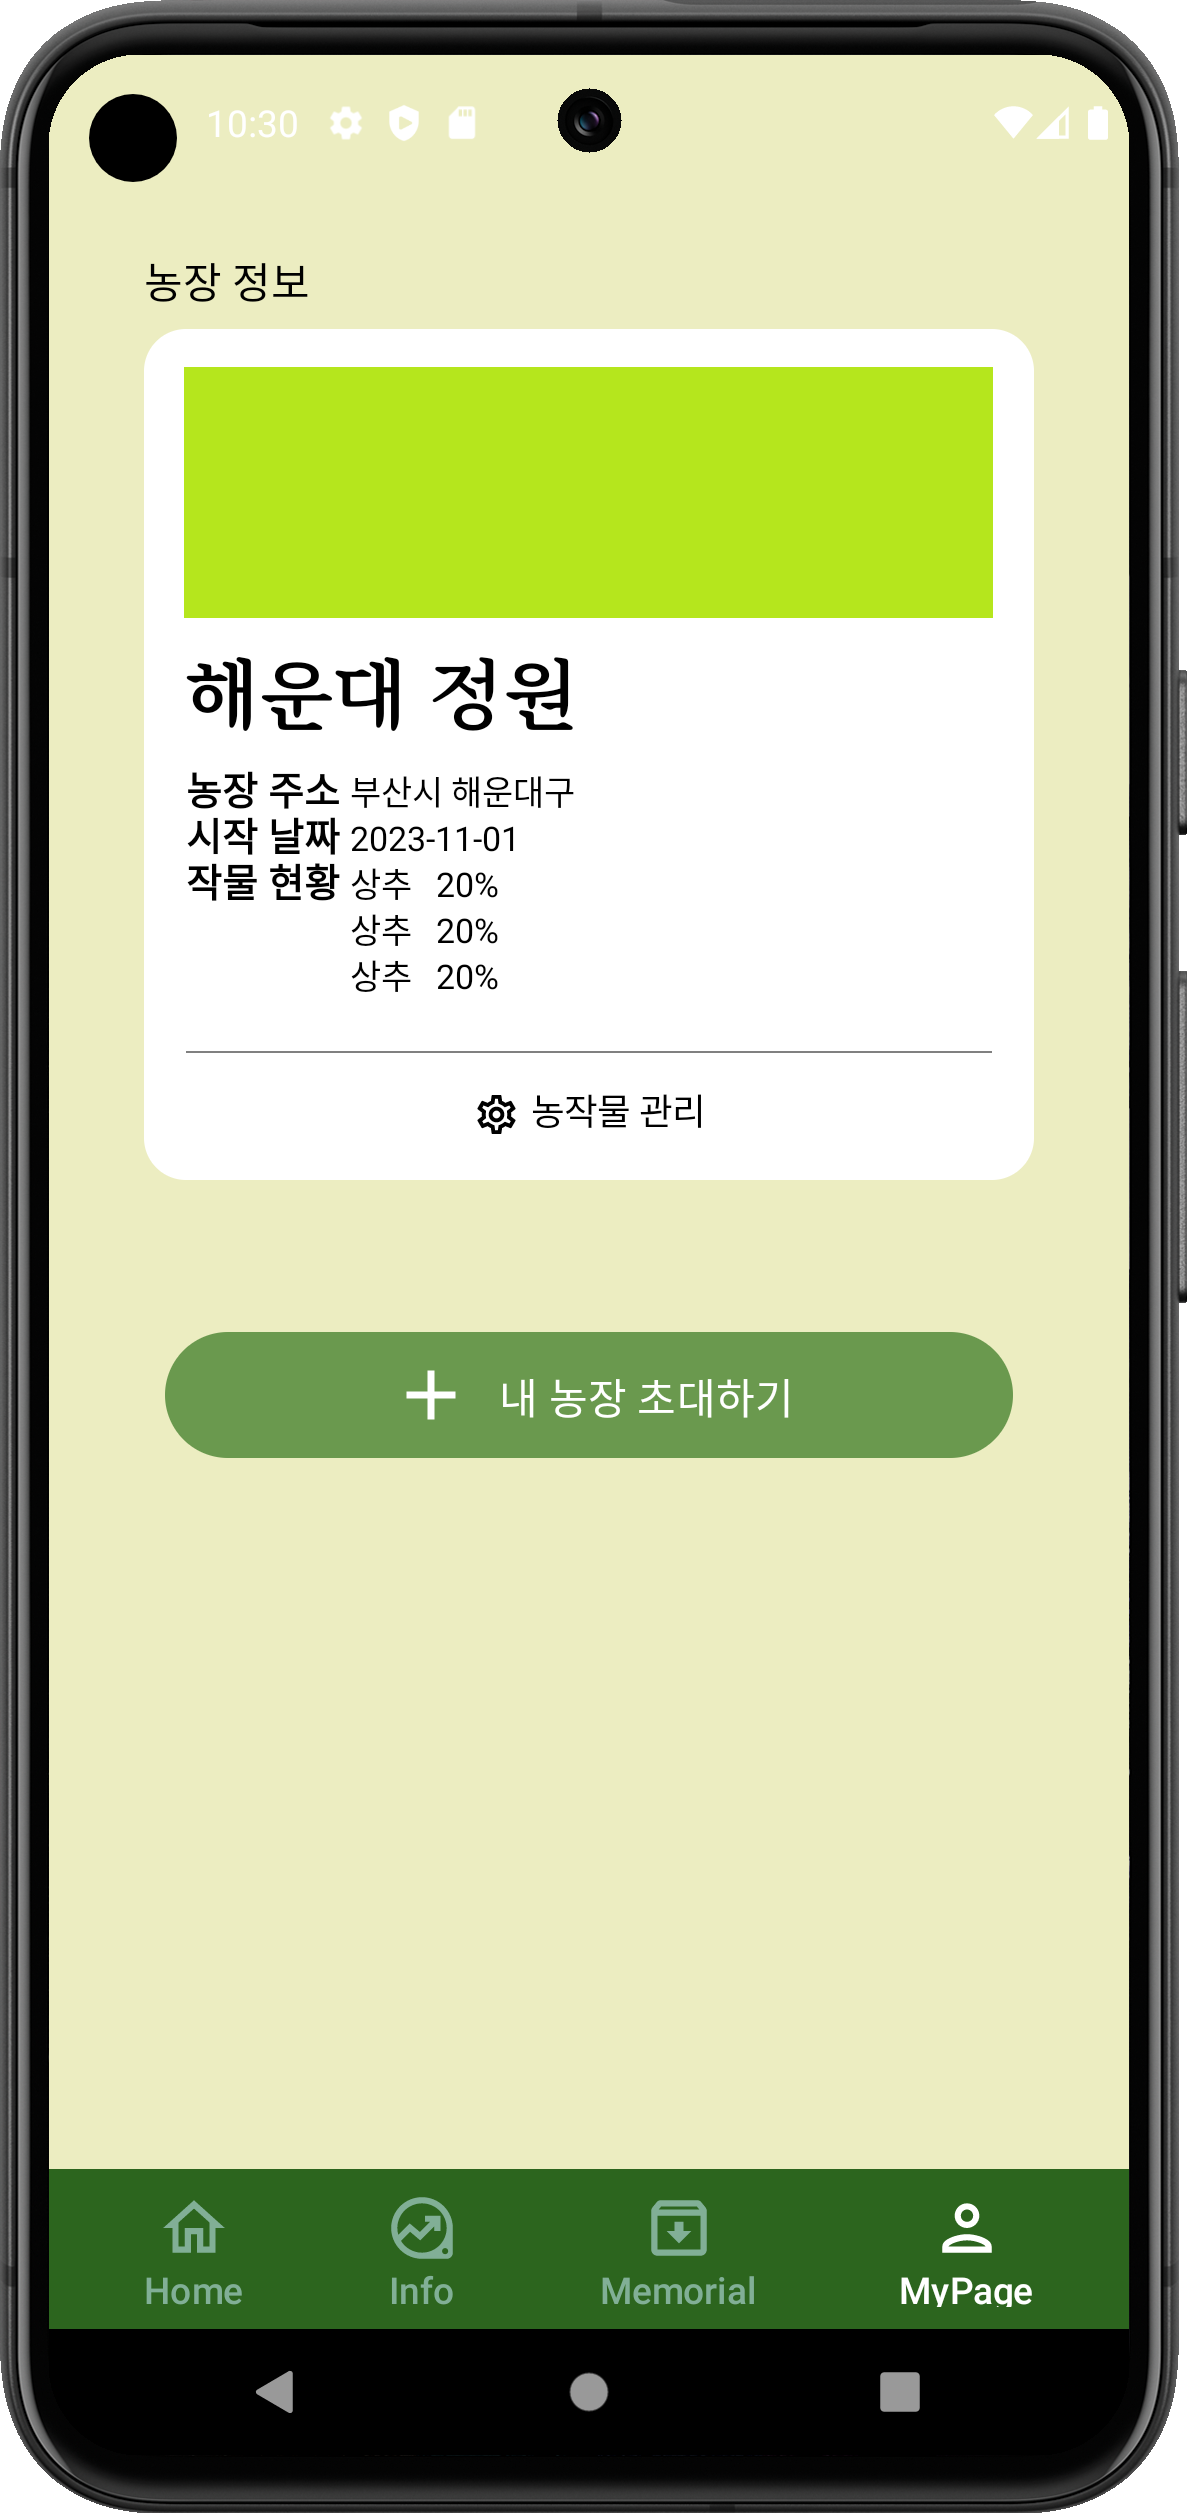 10:30
농장 정보
해운대 정원
농장 주소 부산시 해운대구
시작 날짜 2023-11-01
작물 현황 상추 20%
상추 20%
상추 20%
농작물 관리
내 농장 초대하기
Home Info Memorial MyPage